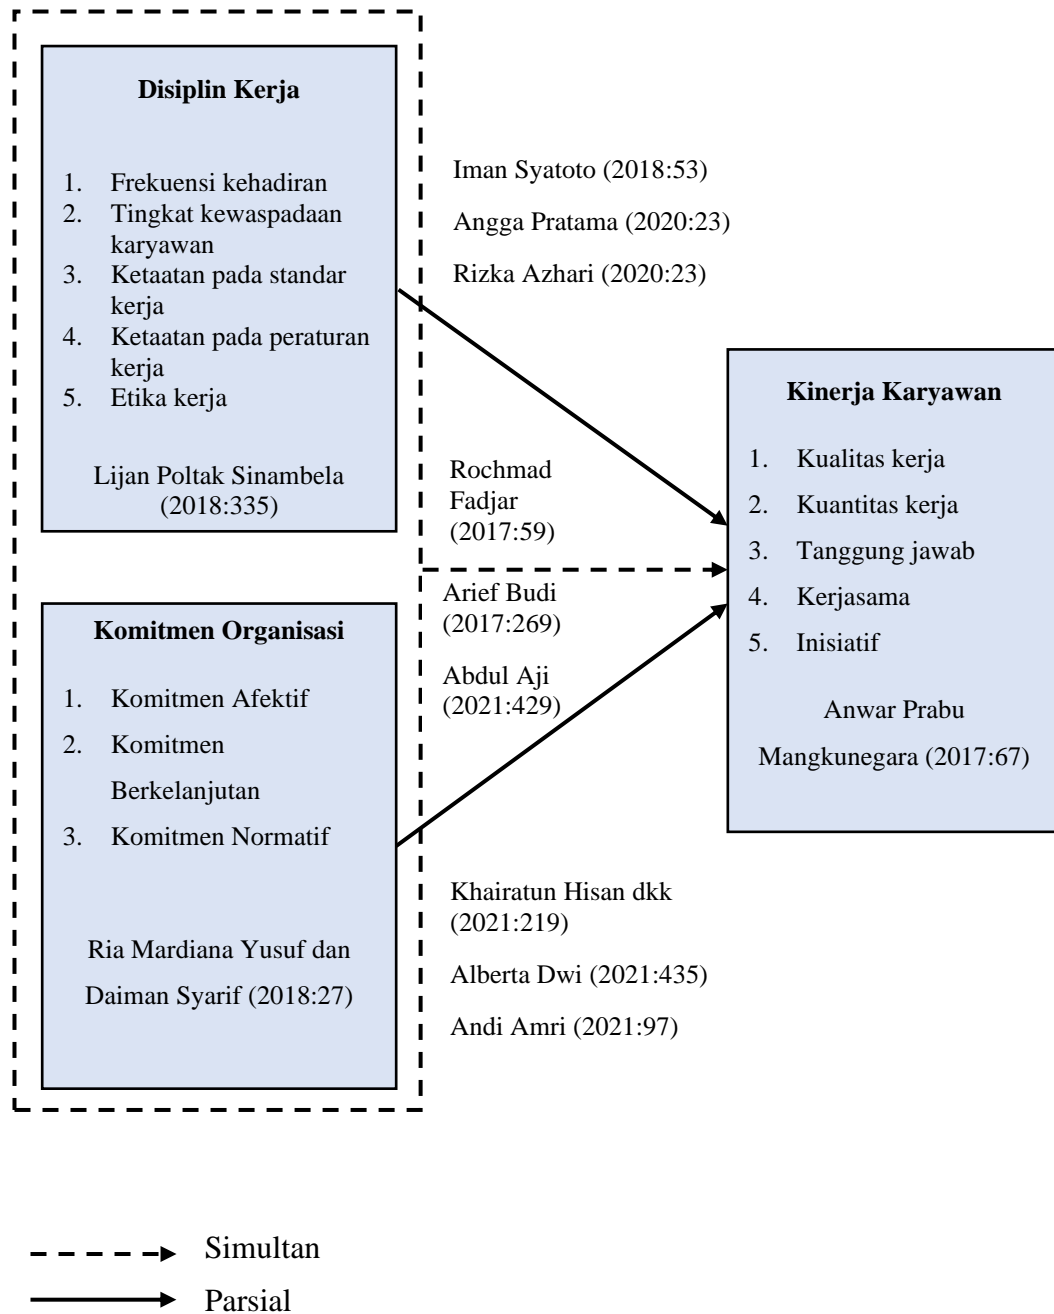 Disiplin Kerja
1. Frekuensi kehadiran
2. Tingkat kewaspadaan
karyawan
3. Ketaatan pada standar
kerja
4. Ketaatan pada peraturan
kerja
5. Etika kerja
Lijan Poltak Sinambela
(2018:335)
Iman Syatoto (2018:53)
Angga Pratama (2020:23)
Rizka Azhari (2020:23)
Rochmad
Fadjar
(2017:59)
Arief Budi
(2017:269)
Abdul Aji
(2021:429)
Kinerja Karyawan
1. Kualitas kerja
2. Kuantitas kerja
3. Tanggung jawab
4. Kerjasama
5. Inisiatif
Anwar Prabu
Mangkunegara (2017:67)
Komitmen Organisasi
1. Komitmen Afektif
2. Komitmen
Berkelanjutan
3. Komitmen Normatif
Ria Mardiana Yusuf dan
Daiman Syarif (2018:27)
Khairatun Hisan dkk
(2021:219)
Alberta Dwi (2021:435)
Andi Amri (2021:97)
Simultan
Parsial